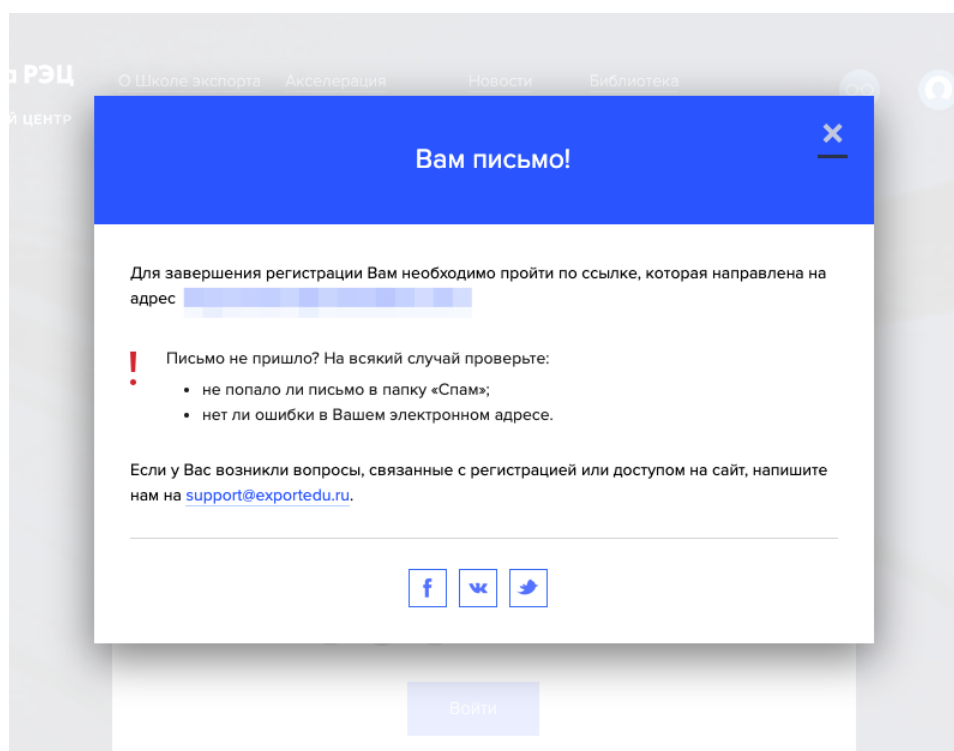 РЭЦ
О Школе экспорта Акселерация Новости Библиотека
Й ЦЕНТР
Вам письмо!
Для завершения регистрации Вам необходимо пройти по ссылке, которая направлена на
адрес
Письмо не пришло? На всякий случай проверьте:
• не попало ли письмо в папку «Спам»;
• нет ли ошибки в Вашем электронном адресе.
Если у Вас возникли вопросы, связанные с регистрацией или доступом на сайт, напишите
нам на support@exportedu.ru.
Войти